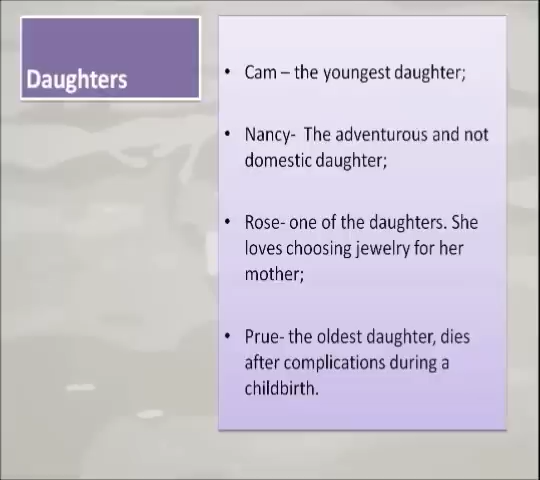 Daughters
• Cam – the youngest daughter;
• Nancy- The adventurous and not
domestic daughter;
• Rose- one of the daughters. She
loves choosing jewelry for her
mother;
• Prue- the oldest daughter, dies
after complications during a
childbirth.